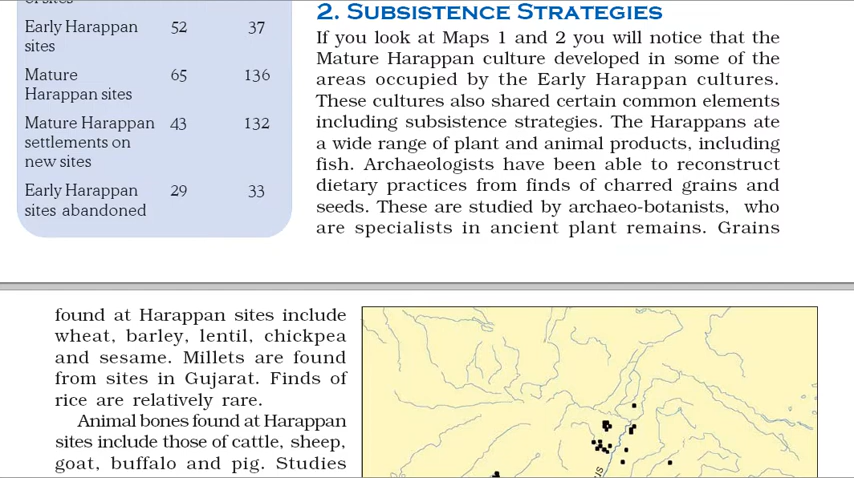 of sites
Early Harappan 52 37
sites
Mature 65 136
Harappan sites
Mature Harappan 43 132
settlements on
new sites
Early Harappan 29 33
sites abandoned
2. SUBSISTENCE STRATEGIES
If you look at Maps 1 and 2 you will notice that the
Mature Harappan culture developed in some of the
areas occupied by the Early Harappan cultures.
These cultures also shared certain common elements
including subsistence strategies. The Harappans ate
a wide range of plant and animal products, including
fish. Archaeologists have been able to reconstruct
dietary practices from finds of charred grains and
seeds. These are studied by archaeo-botanists, who
are specialists in ancient plant remains. Grains
found at Harappan sites include
wheat, barley, lentil, chickpea
and sesame. Millets are found
from sites in Gujarat. Finds of
rice are relatively rare.
Animal bones found at Harappan
sites include those of cattle, sheep,
goat, buffalo and pig. Studies